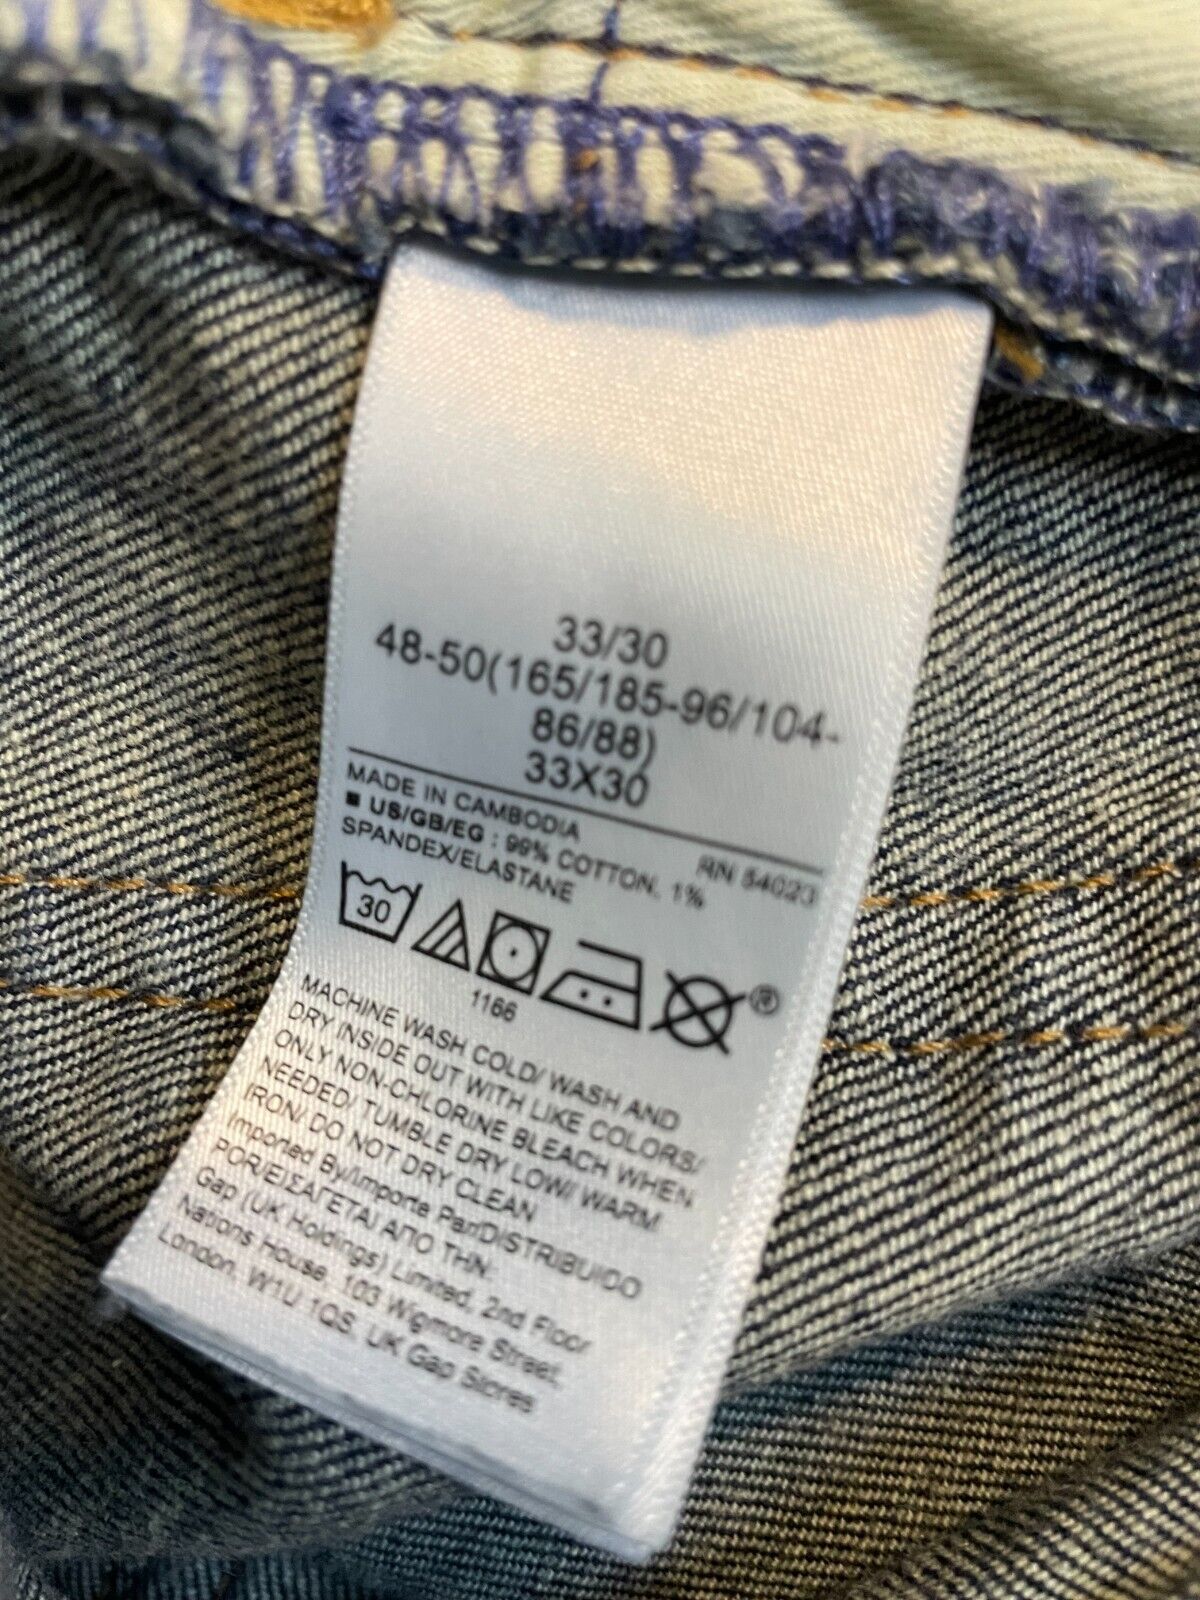 33/30
48-50(165/185-96/104-
86/88)
33X30
MADE IN CAMBODIA RN 54023
■ US/GB/EG : 99% COTTON, 1%
SPANDEX/ELASTANE
30
®
1166
MACHINE WASH COLD/ WASH AND
DRY INSIDE OUT WITH LIKE COLORS/
ONLY NON-CHLORINE BLEACH WHEN
NEEDED/ TUMBLE DRY LOW/ WARM
IRON/ DO NOT DRY CLEAN
Imported By/Importe Par/DISTRIBUIDO
POR/ΕΙΣΑΓΕΤΑΙ ΑΠΟ ΤΗΝ:
Gap (UK Holdings) Limited, 2nd Floor
Nations House, 103 Wigmore Street,
London, W1U 1QS, UK Gap Stores